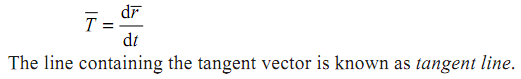 T̅ = dr̅/dt
The line containing the tangent vector is known as tangent line.